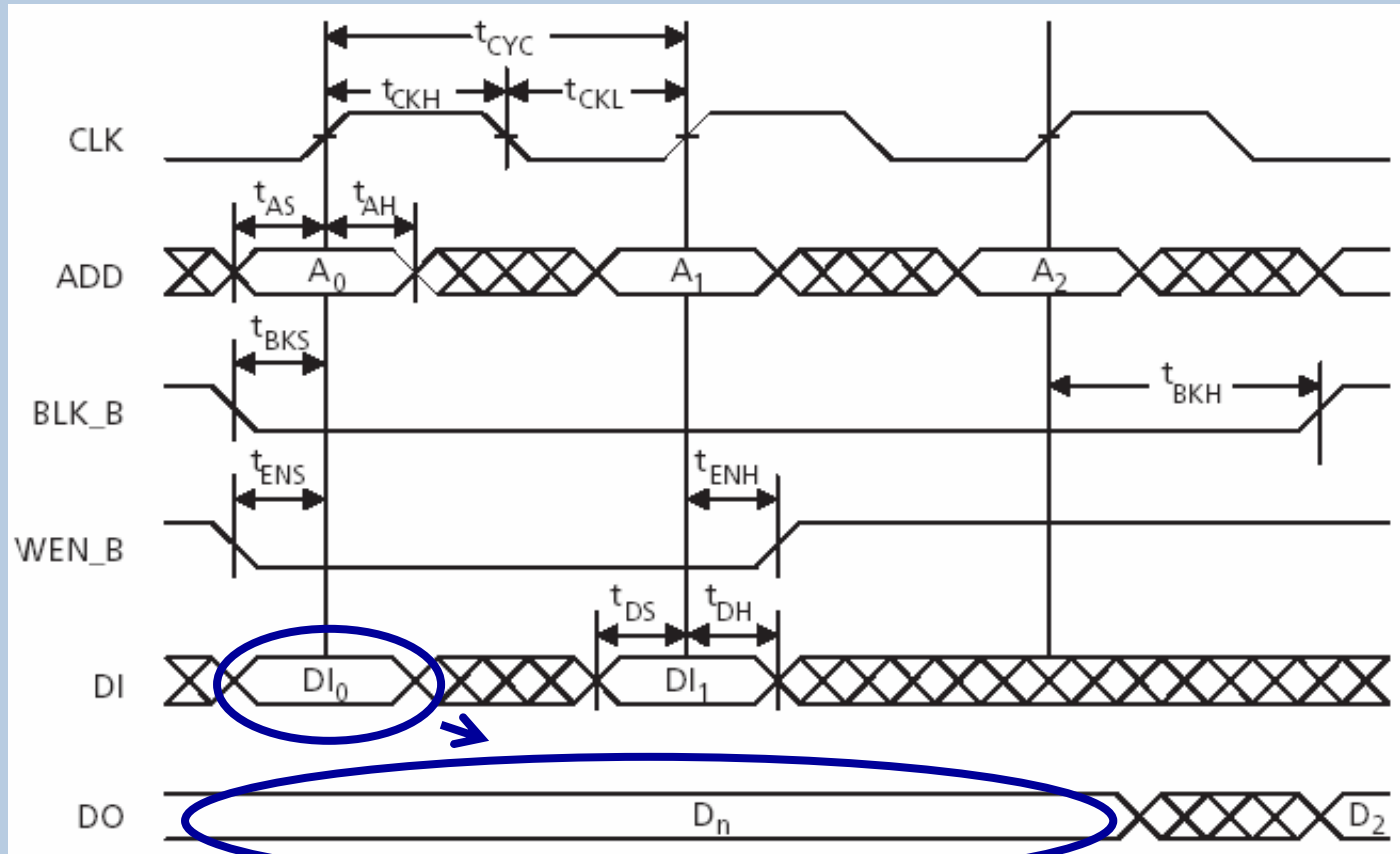 tCYC
tCKH tCKL
CLK
tAS tAH
ADD A0 A1 A2
tBKS
BLK_B tBKH
tENS tENH
WEN_B
tDS tDH
DI DI0 DI1
DO Dn D2